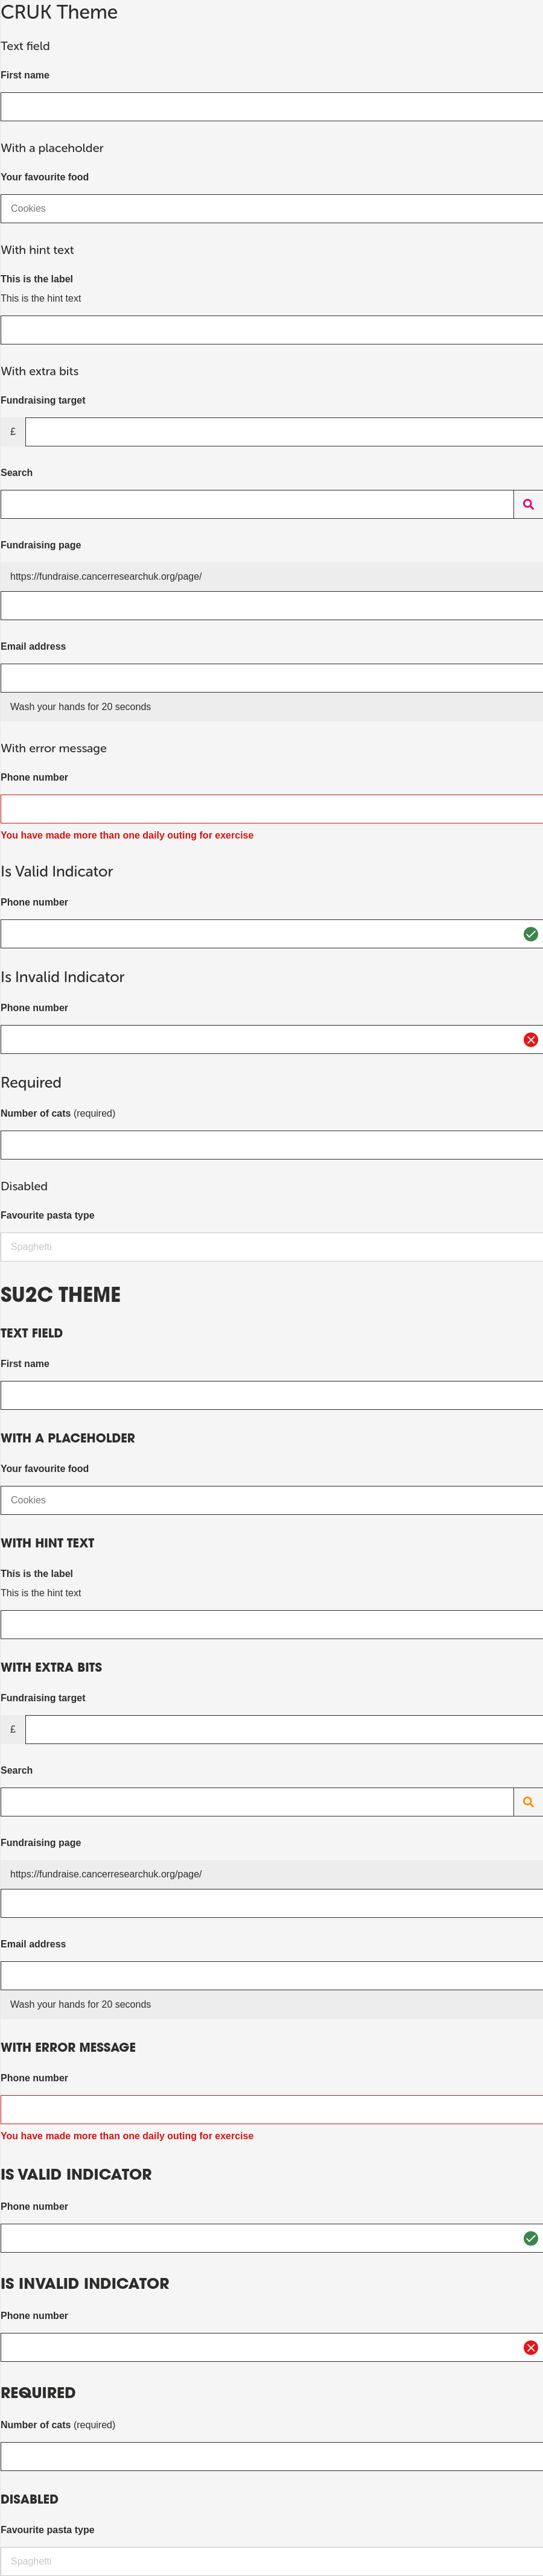 CRUK Theme
Text field
First name
With a placeholder
Your favourite food
Cookies
With hint text
This is the label
This is the hint text
With extra bits
Fundraising target
£
Search
Fundraising page
https://fundraise.cancerresearchuk.org/page/
Email address
Wash your hands for 20 seconds
With error message
Phone number
You have made more than one daily outing for exercise
Is Valid Indicator
Phone number
Is Invalid Indicator
Phone number
Required
Number of cats (required)
Disabled
Favourite pasta type
Spaghetti
SU2C THEME
TEXT FIELD
First name
WITH A PLACEHOLDER
Your favourite food
Cookies
WITH HINT TEXT
This is the label
This is the hint text
WITH EXTRA BITS
Fundraising target
£
Search
Fundraising page
https://fundraise.cancerresearchuk.org/page/
Email address
Wash your hands for 20 seconds
WITH ERROR MESSAGE
Phone number
You have made more than one daily outing for exercise
IS VALID INDICATOR
Phone number
IS INVALID INDICATOR
Phone number
REQUIRED
Number of cats (required)
DISABLED
Favourite pasta type
Spaghetti